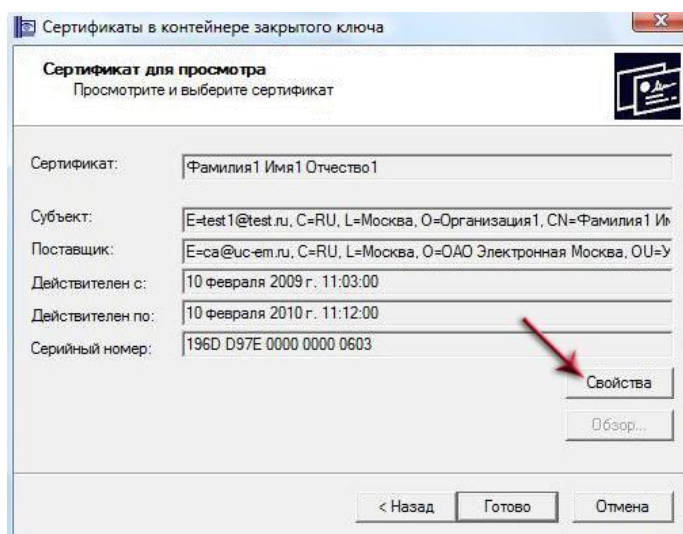 Сертификаты в контейнере закрытого ключа
Сертификат для просмотра
Просмотрите и выберите сертификат
Сертификат: Фамилия1 Имя1 Отчество1
Субъект: E=test1@test.ru, C=RU, L=Москва, O=Организация1, CN=Фамилия1 Им
Поставщик: E=ca@uc-em.ru, C=RU, L=Москва, O=ОАО Электронная Москва, OU=У
Действителен с: 10 февраля 2009 г. 11:03:00
Действителен по: 10 февраля 2010 г. 11:12:00
Серийный номер: 196D D97E 0000 0000 0603
Свойства
Обзор...
< Назад Готово Отмена